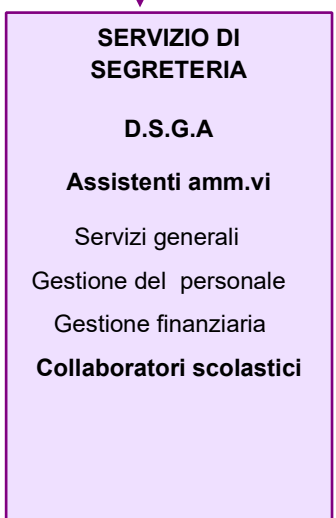 SERVIZIO DI
SEGRETERIA
D.S.G.A
Assistenti amm.vi
Servizi generali
Gestione del personale
Gestione finanziaria
Collaboratori scolastici